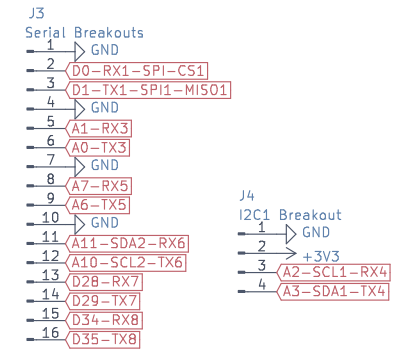 J3
Serial Breakouts
1 GND
2 D0-RX1-SPI-CS1
3 D1-TX1-SPI1-MISO1
4 GND
5 A1-RX3
6 A0-TX3
7 GND
8 A7-RX5
9 A6-TX5
10 GND
11 A11-SDA2-RX6
12 A10-SCL2-TX6
13 D28-RX7
14 D29-TX7
15 D34-RX8
16 D35-TX8
J4
I2C1 Breakout
1 GND
2 +3V3
3 A2-SCL1-RX4
4 A3-SDA1-TX4